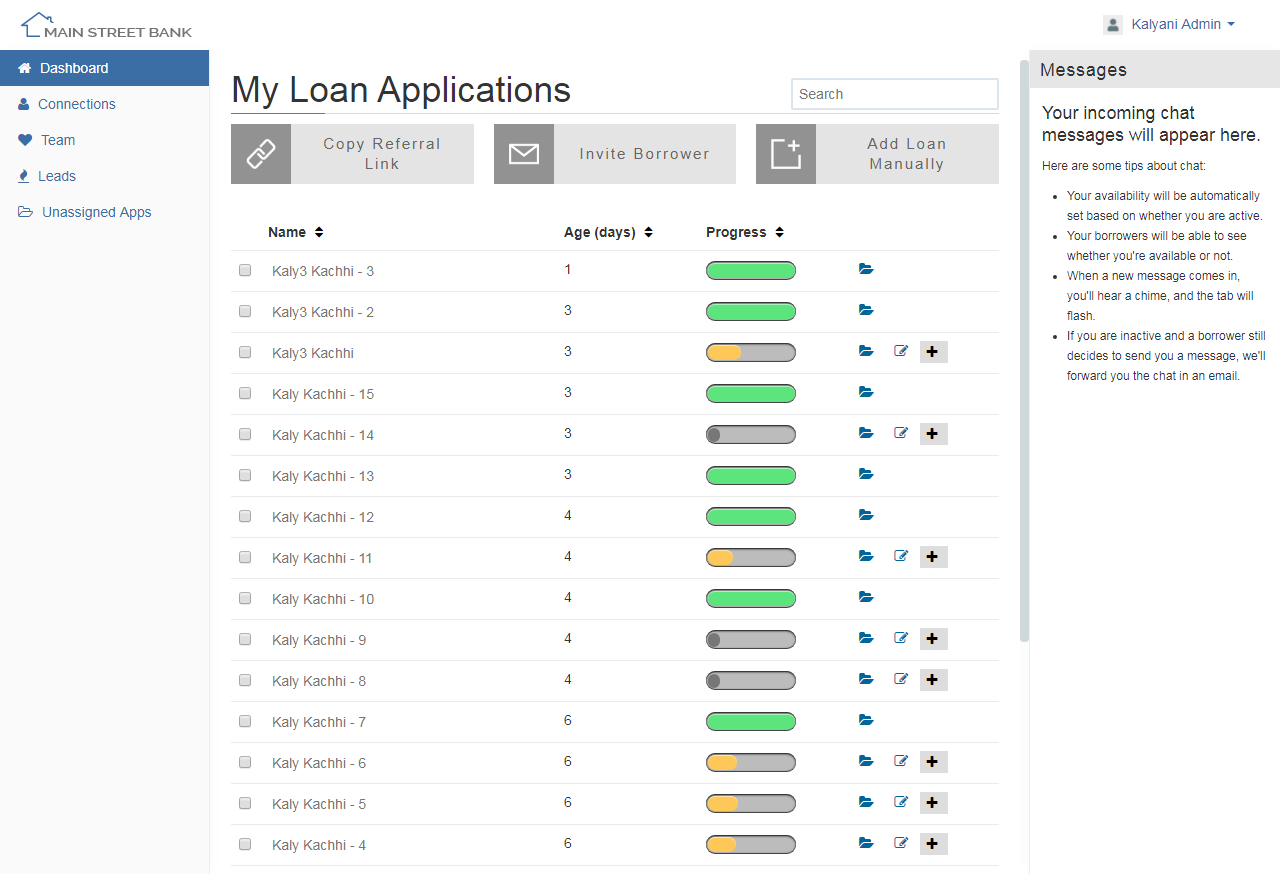 MAIN STREET BANK
Kalyani Admin
Dashboard
Connections
Team
Leads
Unassigned Apps
My Loan Applications
Search
Copy Referral
Link
Invite Borrower
Add Loan
Manually
Name Age (days) Progress
Kaly3 Kachhi - 3 1
Kaly3 Kachhi - 2 3
Kaly3 Kachhi 3
Kaly Kachhi - 15 3
Kaly Kachhi - 14 3
Kaly Kachhi - 13 3
Kaly Kachhi - 12 4
Kaly Kachhi - 11 4
Kaly Kachhi - 10 4
Kaly Kachhi - 9 4
Kaly Kachhi - 8 4
Kaly Kachhi - 7 6
Kaly Kachhi - 6 6
Kaly Kachhi - 5 6
Kaly Kachhi - 4 6
Messages
Your incoming chat
messages will appear here.
Here are some tips about chat:
• Your availability will be automatically
set based on whether you are active.
• Your borrowers will be able to see
whether you're available or not.
• When a new message comes in,
you'll hear a chime, and the tab will
flash.
• If you are inactive and a borrower still
decides to send you a message, we'll
forward you the chat in an email.